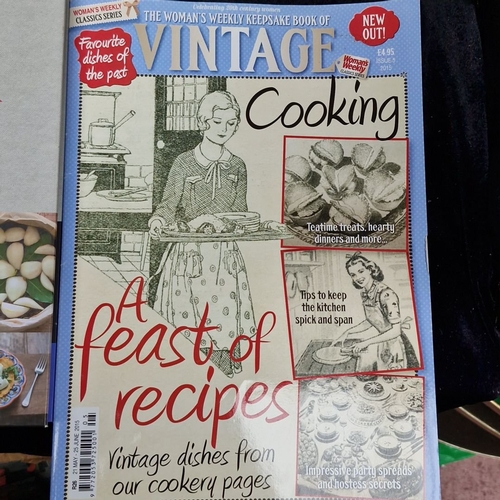 WOMAN'S WEEKLY
CLASSICS SERIES
Celebrating 20th century women
THE WOMAN'S WEEKLY KEEPSAKE BOOK OF
VINTAGE
Cooking
NEW
OUT!
Favourite
dishes
of the
past
£4.95
Woman's
Weekly
Teatime treats, hearty
dinners and more...
Tips to keep
the kitchen
spick and span
A
feast of
recipes
Vintage dishes from
our cookery pages
Impressive party spreads
and hostess secrets